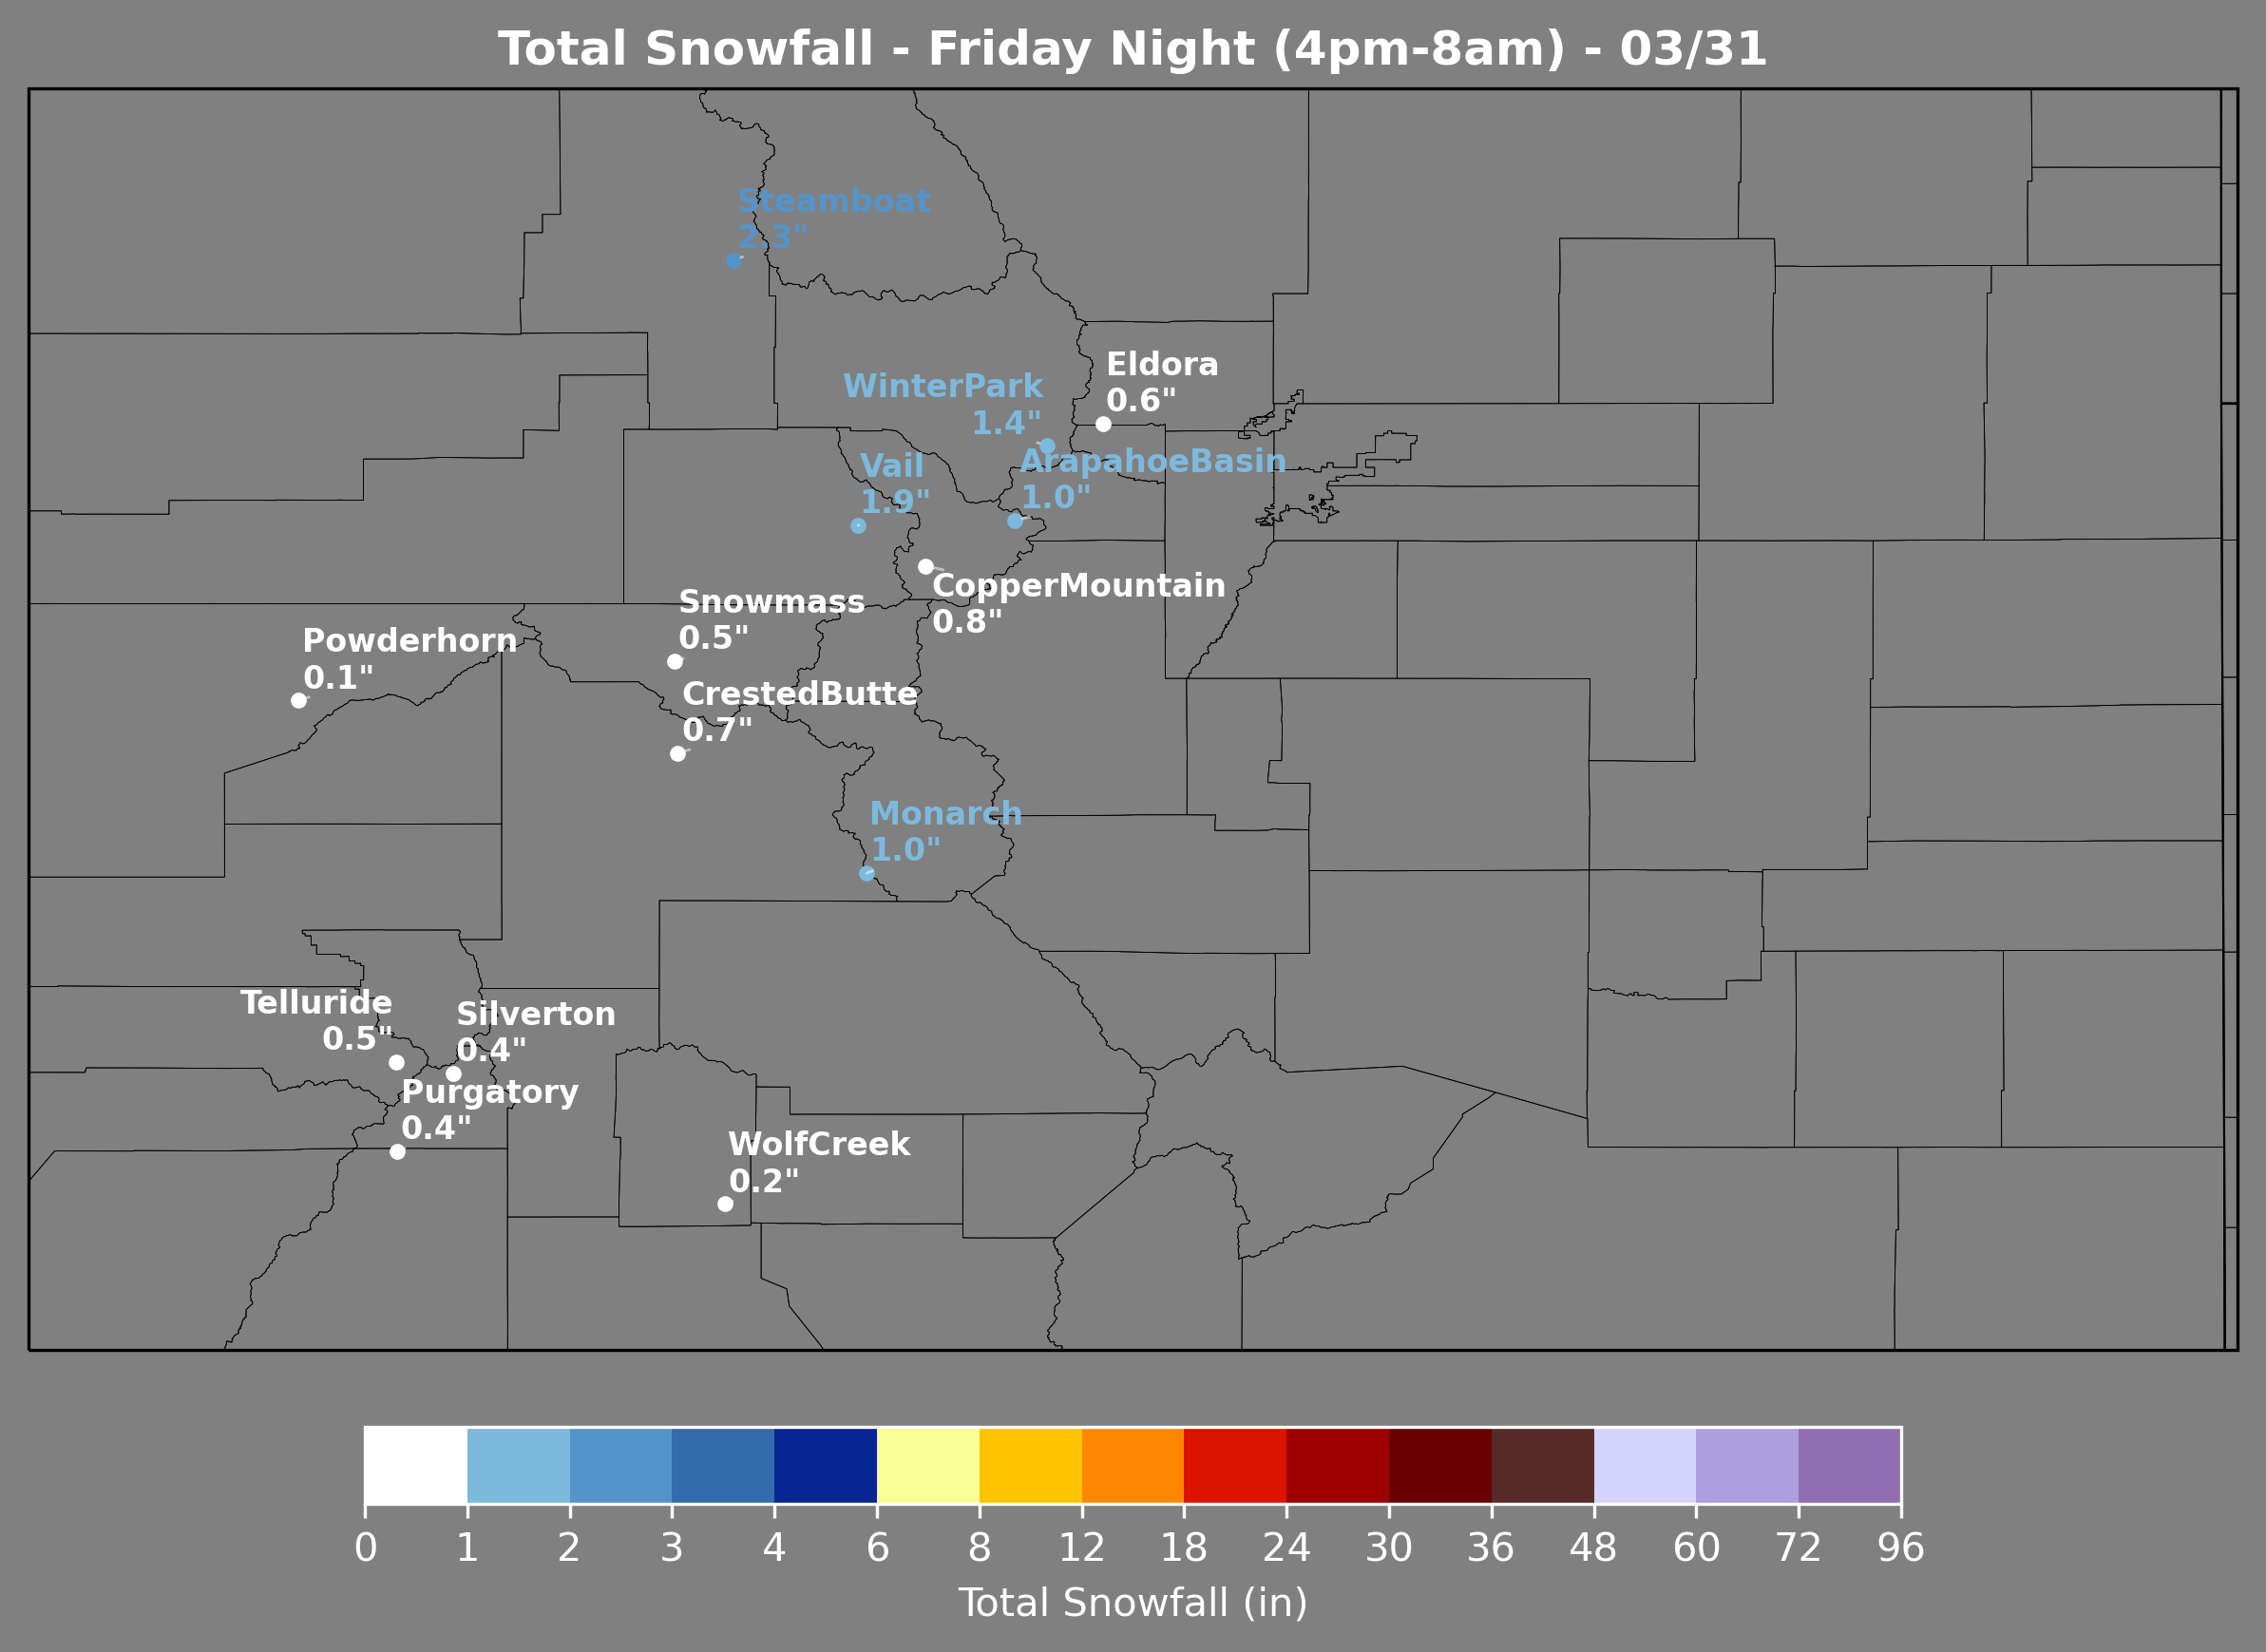 Total Snowfall - Friday Night (4pm-8am) - 03/31
Steamboat
2.3"
Eldora
0.6"
WinterPark
1.4"
Vail
1.9"
ArapahoeBasin
1.0"
CopperMountain
0.8"
Snowmass
0.5"
Powderhorn
0.1"
CrestedButte
0.7"
Monarch
1.0"
Telluride
0.5"
Silverton
0.4"
Purgatory
0.4"
WolfCreek
0.2"
0 1 2 3 4 6 8 12 18 24 30 36 48 60 72 96
Total Snowfall (in)